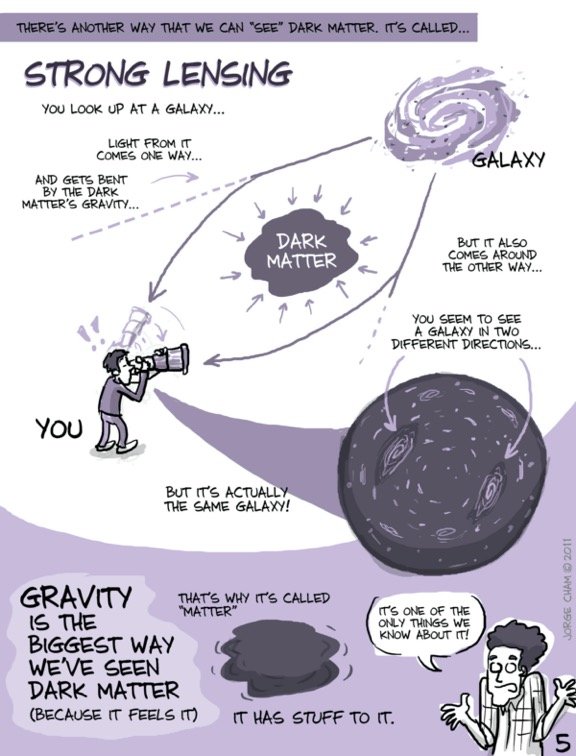 THERE'S ANOTHER WAY THAT WE CAN "SEE" DARK MATTER. IT'S CALLED...
STRONG LENSING
YOU LOOK UP AT A GALAXY...
LIGHT FROM IT
COMES ONE WAY...
AND GETS BENT
BY THE DARK
MATTER'S GRAVITY...
GALAXY
DARK
MATTER
BUT IT ALSO
COMES AROUND
THE OTHER WAY...
YOU SEEM TO SEE
A GALAXY IN TWO
DIFFERENT DIRECTIONS...
!!
YOU
BUT IT'S ACTUALLY
THE SAME GALAXY!
GRAVITY
IS THE
BIGGEST WAY
WE'VE SEEN
DARK MATTER
(BECAUSE IT FEELS IT)
THAT'S WHY IT'S CALLED
"MATTER"
IT HAS STUFF TO IT.
IT'S ONE OF THE
ONLY THINGS WE
KNOW ABOUT IT!
JORGE CHAM © 2011
5